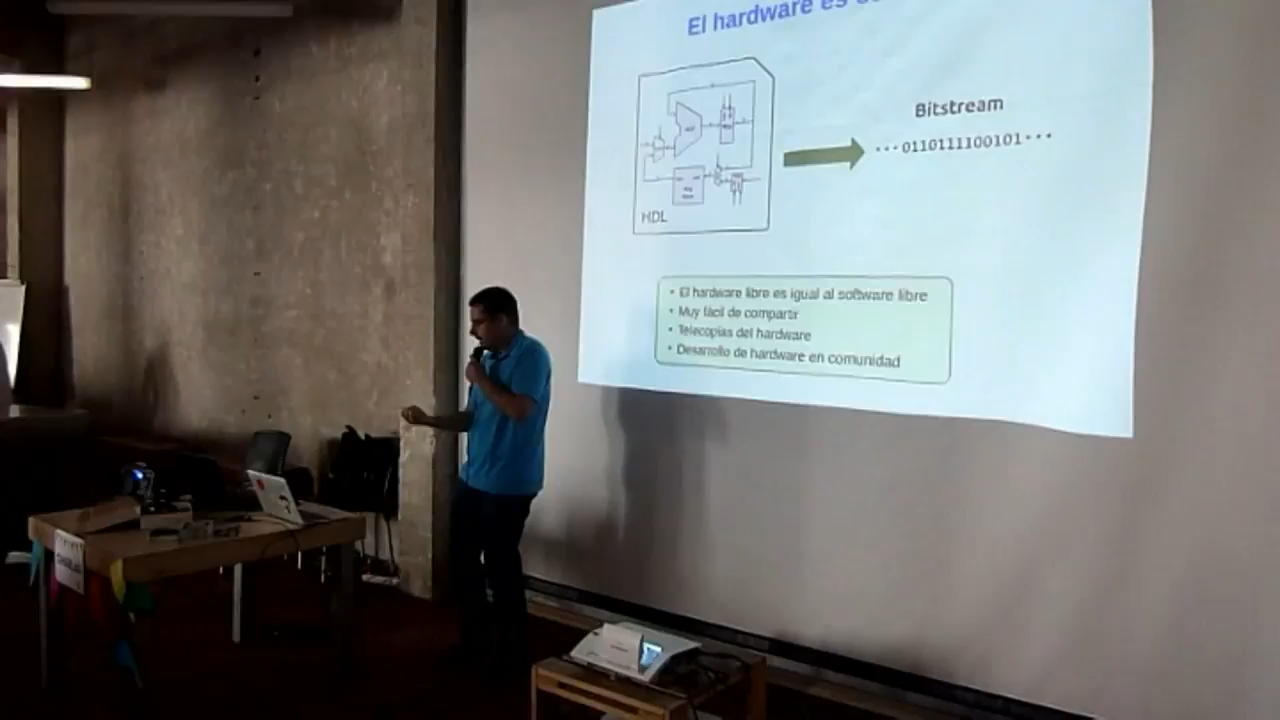 El hardware es
Bitstream
···0110111100101···
HDL
• El hardware libre es igual al software libre
• Muy fácil de compartir
• Telecopias del hardware
• Desarrollo de hardware en comunidad